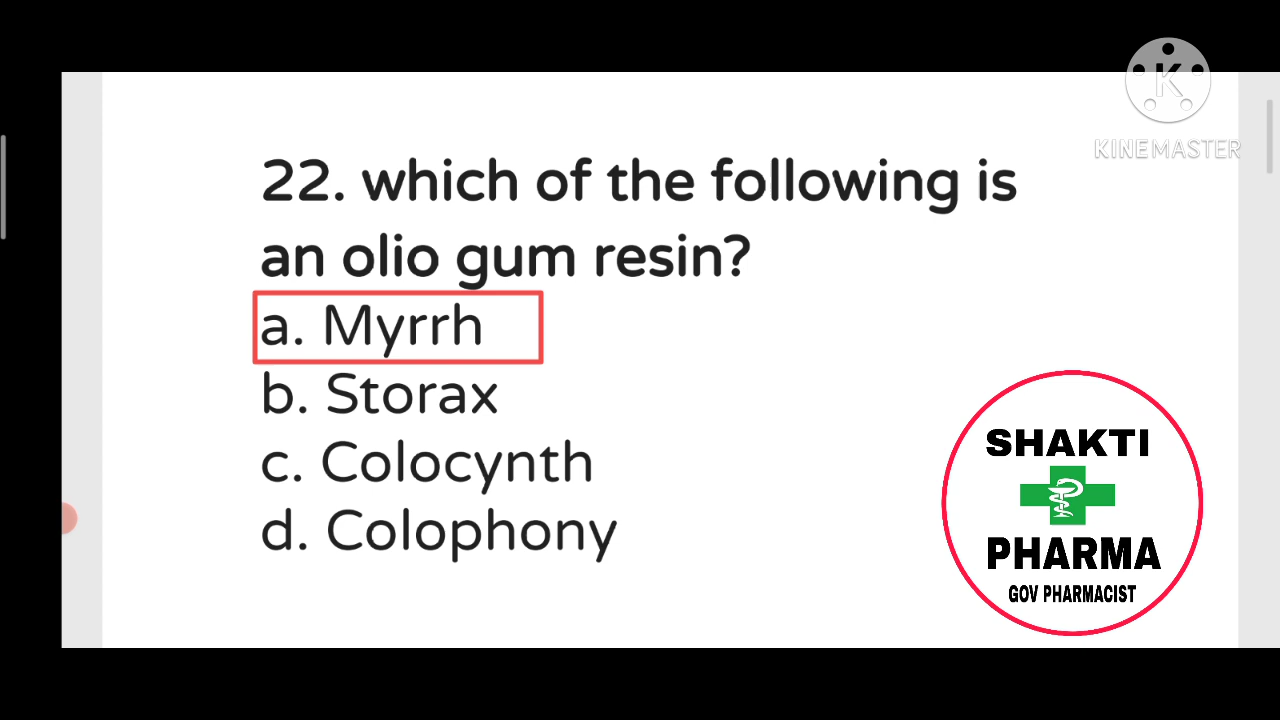 K
KINEMASTER
22. which of the following is
an olio gum resin?
a. Myrrh
b. Storax
c. Colocynth
d. Colophony
SHAKTI
PHARMA
GOV PHARMACIST